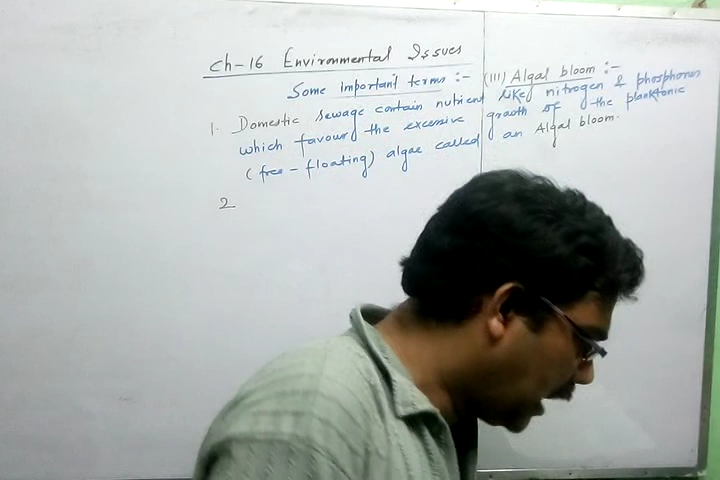 Ch-16 Environmental Issues
Some Important terms :- (III) Algal bloom :-
1. Domestic sewage contain nutrient like nitrogen & phosphorus
which favour the excessive growth of the planktonic
(free-floating) algae called an Algal bloom.
2